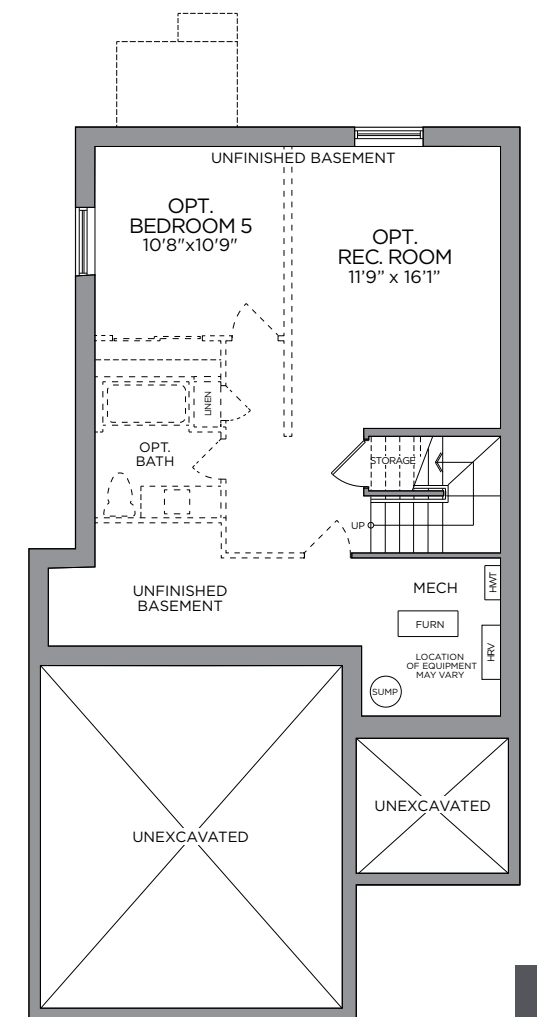 UNFINISHED BASEMENT
OPT.
BEDROOM 5
10'8"x10'9"
OPT.
REC. ROOM
11'9" x 16'1"
LINEN
OPT.
BATH
STORAGE
UP
UNFINISHED
BASEMENT
MECH
HWT
FURN
HRV
LOCATION
OF EQUIPMENT
MAY VARY
SUMP
UNEXCAVATED
UNEXCAVATED